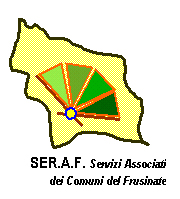 SER.A.F. Servizi Associati
dei Comuni del Frusinate